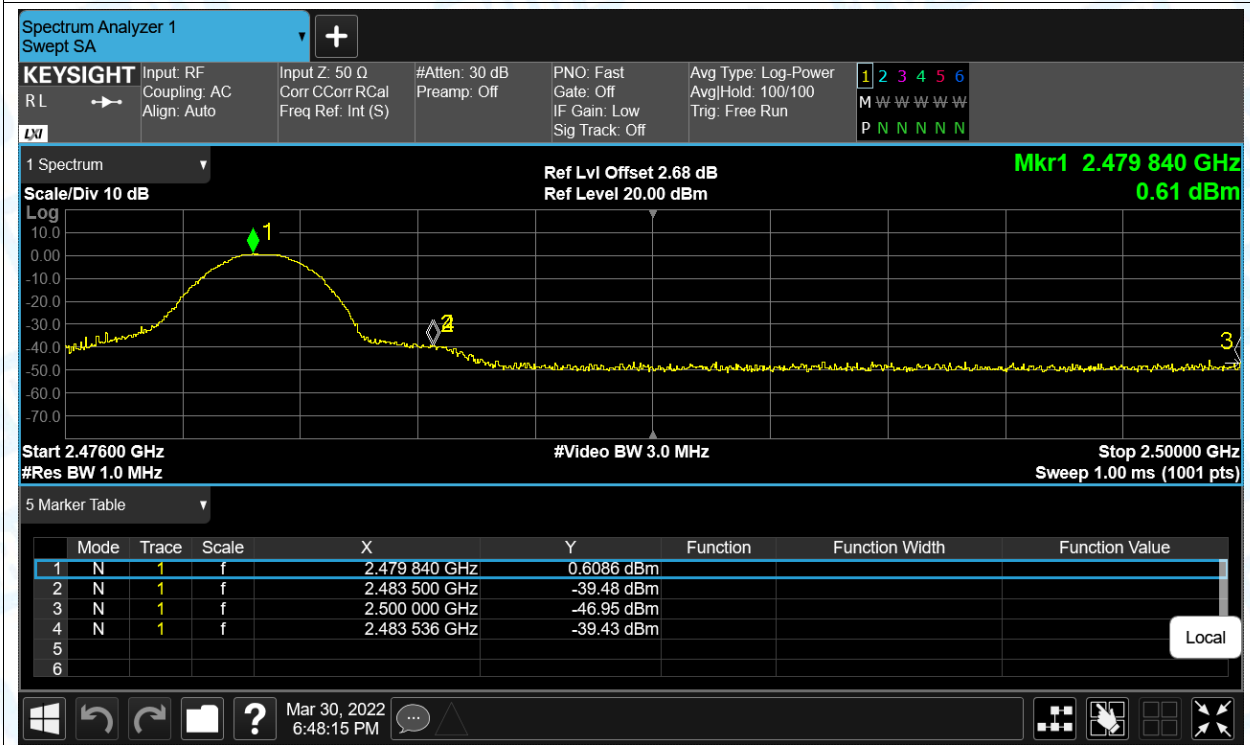 Spectrum Analyzer 1
Swept SA
KEYSIGHT
R L
LXI
Input: RF
Coupling: AC
Align: Auto
Input Z: 50 Ω
Corr CCorr RCal
Freq Ref: Int (S)
#Atten: 30 dB
Preamp: Off
PNO: Fast
Gate: Off
IF Gain: Low
Sig Track: Off
Avg Type: Log-Power
Avg|Hold: 100/100
Trig: Free Run
1 2 3 4 5 6
M W W W W W
P N N N N N
1 Spectrum
Scale/Div 10 dB
Ref Lvl Offset 2.68 dB
Ref Level 20.00 dBm
Mkr1 2.479 840 GHz
0.61 dBm
Log
10.0
0.00
-10.0
-20.0
-30.0
-40.0
-50.0
-60.0
-70.0
1
2
4
3
Start 2.47600 GHz
#Video BW 3.0 MHz
Stop 2.50000 GHz
#Res BW 1.0 MHz
Sweep 1.00 ms (1001 pts)
5 Marker Table
Mode Trace Scale X Y Function Function Width Function Value
1 N 1 f 2.479 840 GHz 0.6086 dBm
2 N 1 f 2.483 500 GHz -39.48 dBm
3 N 1 f 2.500 000 GHz -46.95 dBm
4 N 1 f 2.483 536 GHz -39.43 dBm
5
6
Local
?
Mar 30, 2022
6:48:15 PM